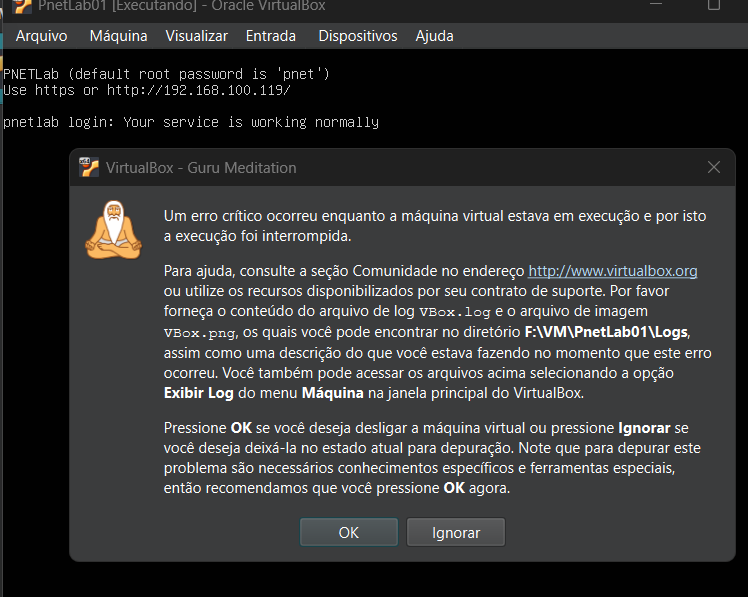 PnetLab01 [Executando] - Oracle VirtualBox
Arquivo Máquina Visualizar Entrada Dispositivos Ajuda
PNETLab (default root password is 'pnet')
Use https or http://192.168.100.119/
pnetlab login: Your service is working normally
VirtualBox - Guru Meditation
Um erro crítico ocorreu enquanto a máquina virtual estava em execução e por isto
a execução foi interrompida.
Para ajuda, consulte a seção Comunidade no endereço http://www.virtualbox.org
ou utilize os recursos disponibilizados por seu contrato de suporte. Por favor
forneça o conteúdo do arquivo de log VBox.log e o arquivo de imagem
VBox.png, os quais você pode encontrar no diretório F:\VM\PnetLab01\Logs,
assim como uma descrição do que você estava fazendo no momento que este erro
ocorreu. Você também pode acessar os arquivos acima selecionando a opção
Exibir Log do menu Máquina na janela principal do VirtualBox.
Pressione OK se você deseja desligar a máquina virtual ou pressione Ignorar se
você deseja deixá-la no estado atual para depuração. Note que para depurar este
problema são necessários conhecimentos específicos e ferramentas especiais,
então recomendamos que você pressione OK agora.
OK Ignorar